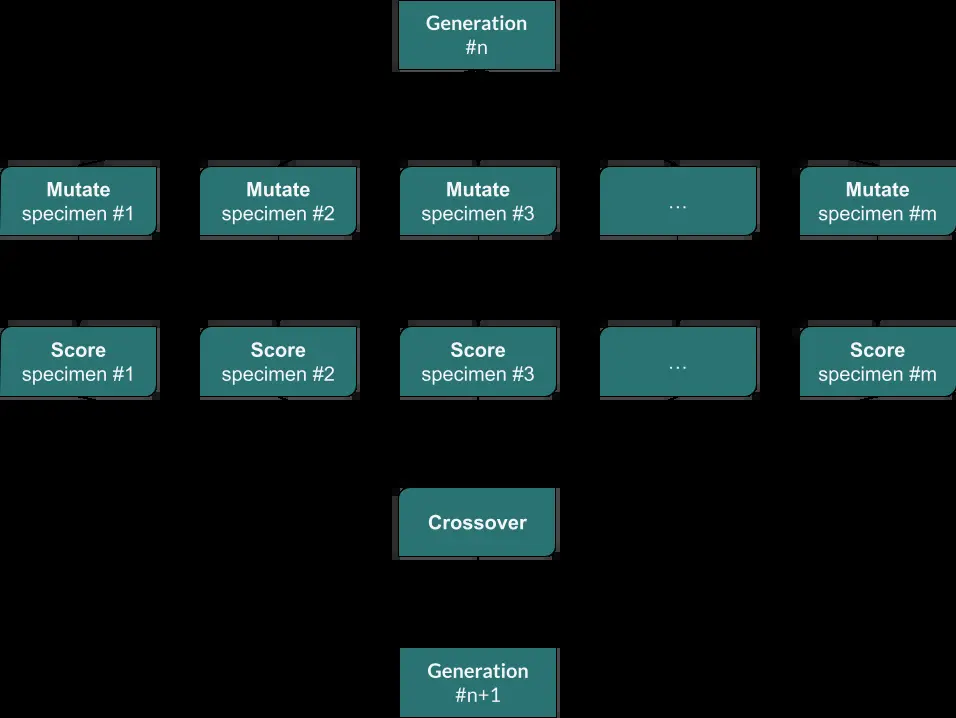 Generation
#n
Mutate
specimen #1
Mutate
specimen #2
Mutate
specimen #3
...
Mutate
specimen #m
Score
specimen #1
Score
specimen #2
Score
specimen #3
...
Score
specimen #m
Crossover
Generation
#n+1